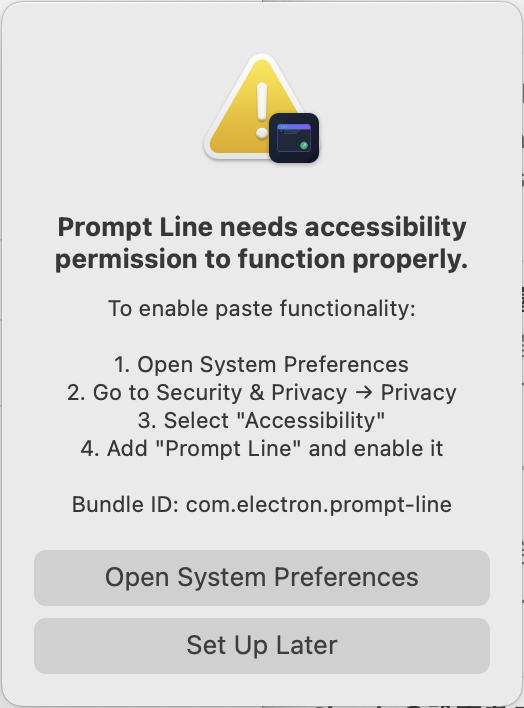 Prompt Line needs accessibility
permission to function properly.
To enable paste functionality:
1. Open System Preferences
2. Go to Security & Privacy → Privacy
3. Select "Accessibility"
4. Add "Prompt Line" and enable it
Bundle ID: com.electron.prompt-line
Open System Preferences
Set Up Later